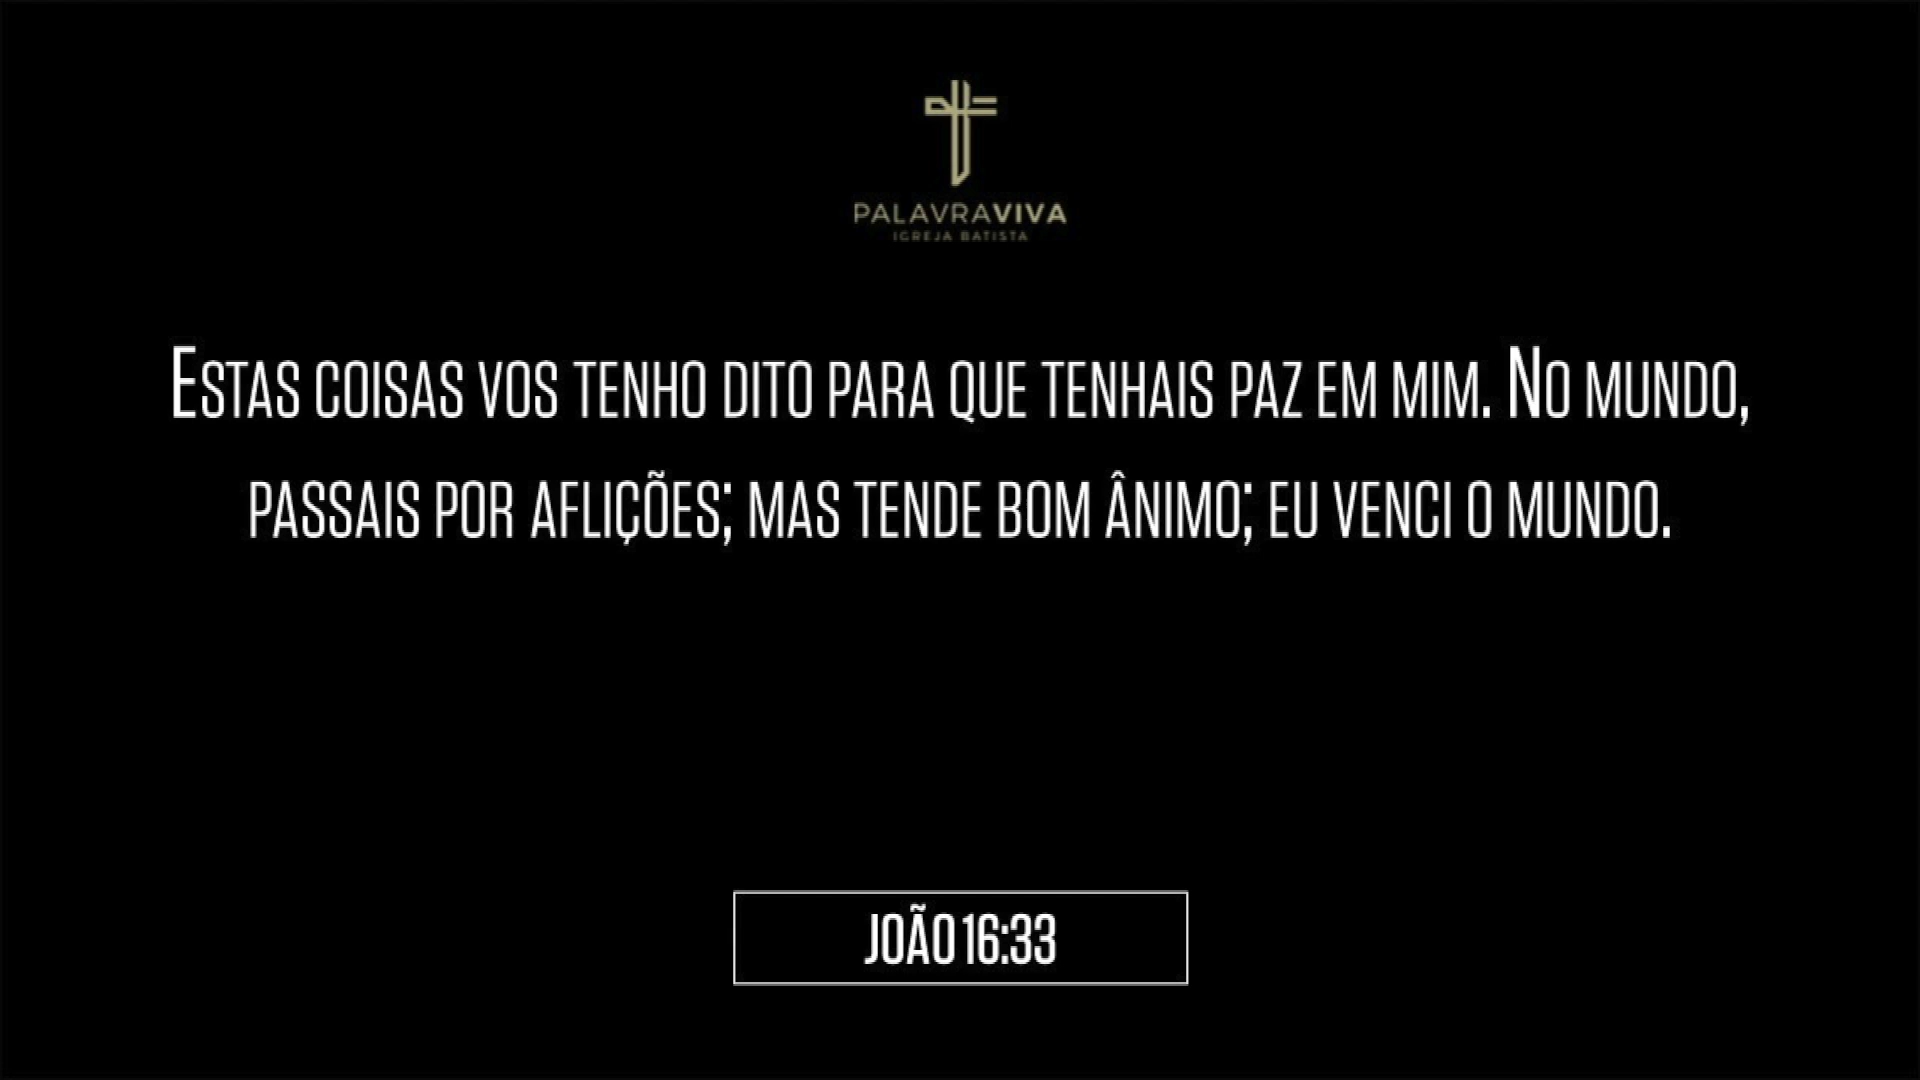 PALAVRAVIVA
IGREJA BATISTA
ESTAS COISAS VOS TENHO DITO PARA QUE TENHAIS PAZ EM MIM. NO MUNDO,
PASSAIS POR AFLIÇÕES; MAS TENDE BOM ÂNIMO; EU VENCI O MUNDO.
JOÃO 16:33